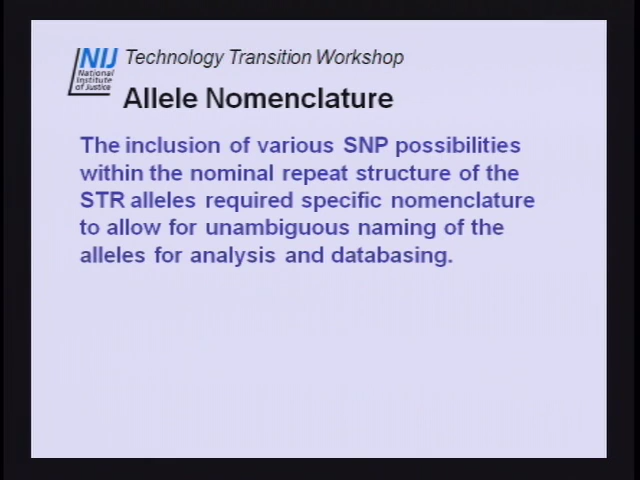 NIJ Technology Transition Workshop
National
Institute
of Justice
Allele Nomenclature
The inclusion of various SNP possibilities
within the nominal repeat structure of the
STR alleles required specific nomenclature
to allow for unambiguous naming of the
alleles for analysis and databasing.